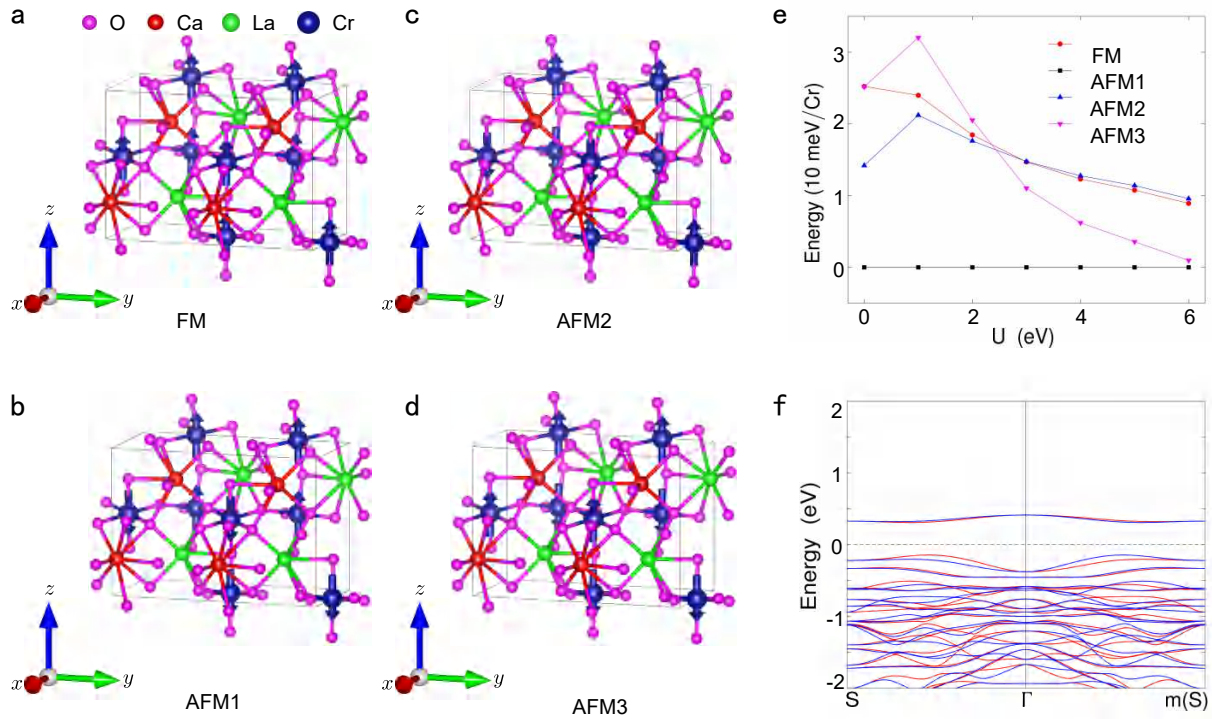 a
O Ca La Cr
z
x
y
FM
c
z
x
y
AFM2
b
z
x
y
AFM1
d
z
x
y
AFM3
e
Energy (10 meV/Cr)
3
2
1
0
FM
AFM1
AFM2
AFM3
0 2 4 6
U (eV)
f
Energy (eV)
2
1
0
-1
-2
S Γ m(S)